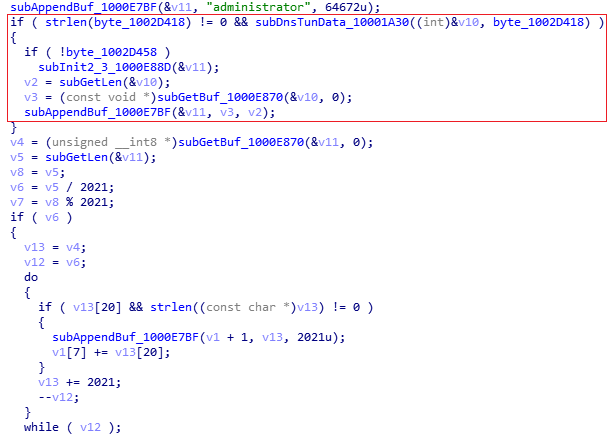 subAppendBuf_1000E7BF(&v11, "administrator", 64672u);
if ( strlen(byte_1002D418) != 0 && subDnsTunData_10001A30((int)&v10, byte_1002D418) )
{
if ( !byte_1002D458 )
subInit2_3_1000E88D(&v11);
v2 = subGetLen(&v10);
v3 = (const void *)subGetBuf_1000E870(&v10, 0);
subAppendBuf_1000E7BF(&v11, v3, v2);
}
v4 = (unsigned __int8 *)subGetBuf_1000E870(&v11, 0);
v5 = subGetLen(&v11);
v8 = v5;
v6 = v5 / 2021;
v7 = v8 % 2021;
if ( v6 )
{
v13 = v4;
v12 = v6;
do
{
if ( v13[20] && strlen((const char *)v13) != 0 )
{
subAppendBuf_1000E7BF(v1 + 1, v13, 2021u);
v1[7] += v13[20];
}
v13 += 2021;
--v12;
}
while ( v12 );